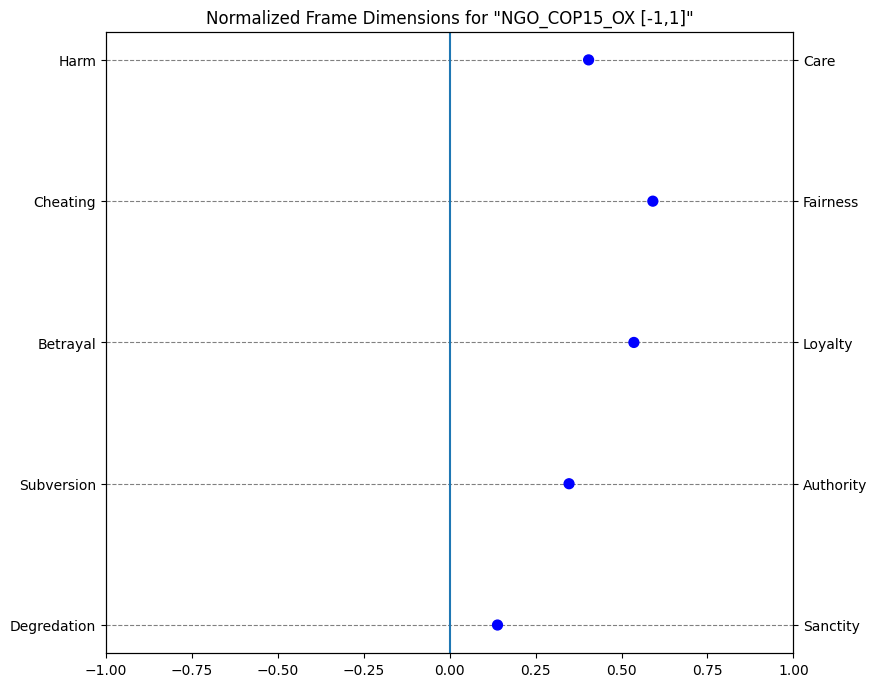 Normalized Frame Dimensions for "NGO_COP15_OX [-1,1]"
Harm Care
Cheating Fairness
Betrayal Loyalty
Subversion Authority
Degredation Sanctity
−1.00 −0.75 −0.50 −0.25 0.00 0.25 0.50 0.75 1.00